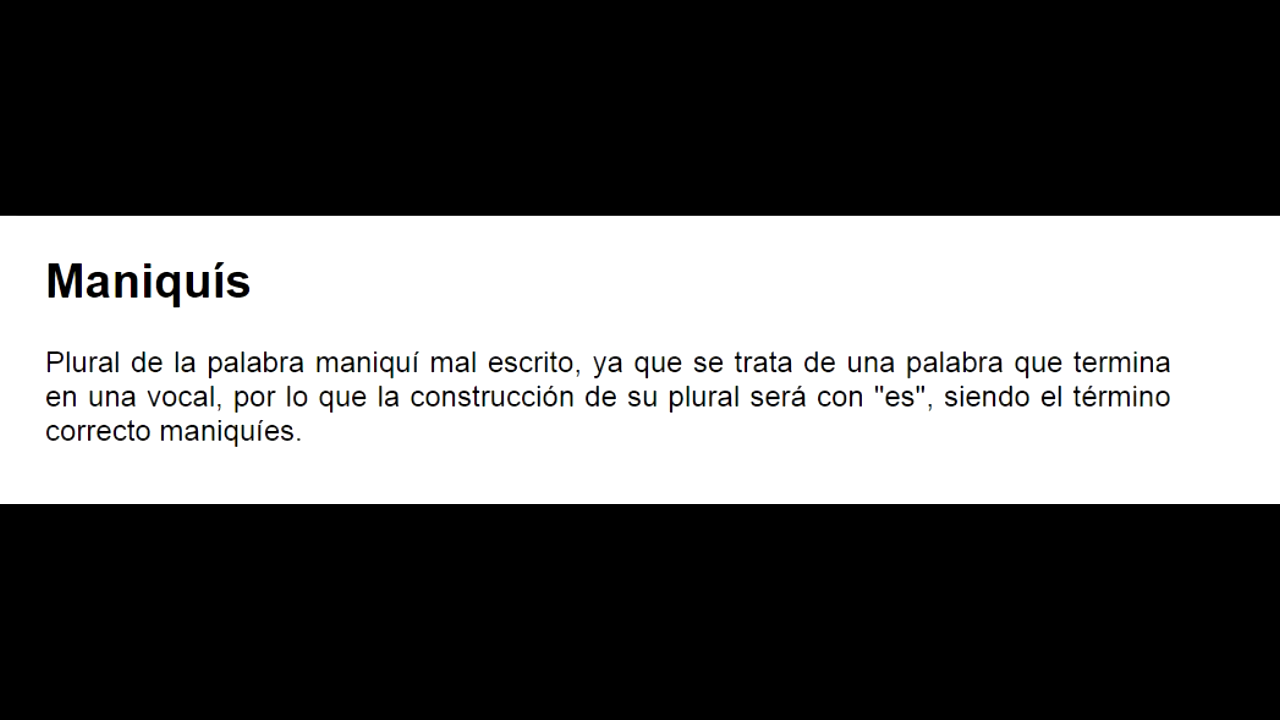 Maniquís
Plural de la palabra maniquí mal escrito, ya que se trata de una palabra que termina
en una vocal, por lo que la construcción de su plural será con "es", siendo el término
correcto maniquíes.